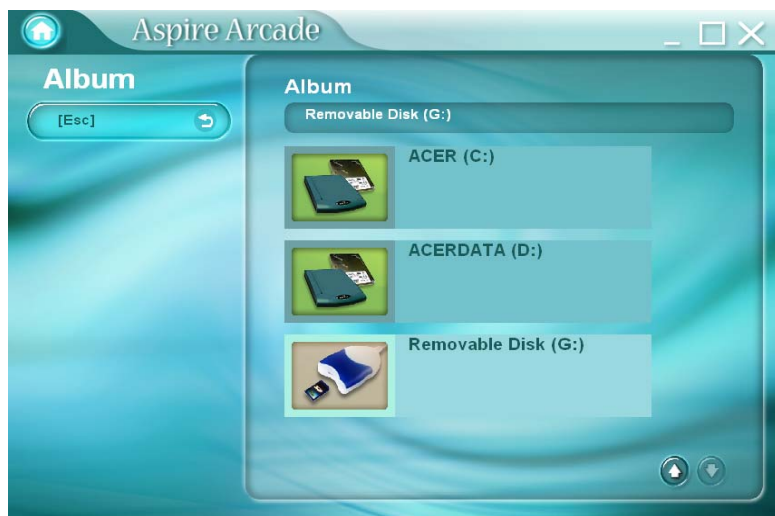 Aspire Arcade
Album
[Esc]
Album
Removable Disk (G:)
ACER (C:)
ACERDATA (D:)
Removable Disk (G:)